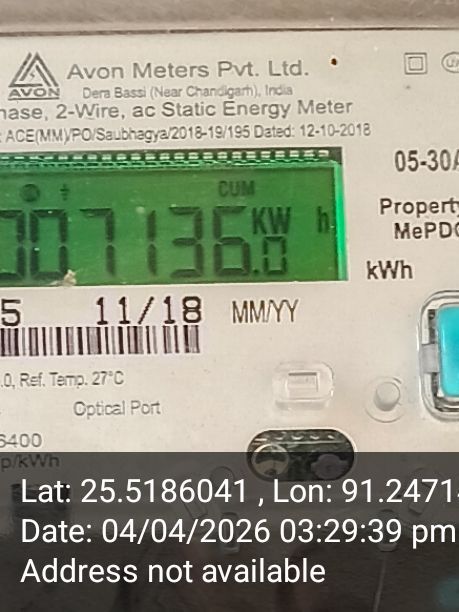 Avon Meters Pvt. Ltd.
AVON
Dera Bassi (Near Chandigarh), India
hase, 2-Wire, ac Static Energy Meter
ACE(MM)/PO/Saubhagya/2018-19/195 Dated: 12-10-2018
05-30A
CUM
007136.0 KW h
Property
MePDC
kWh
5 11/18 MM/YY
.0, Ref. Temp. 27°C
Optical Port
6400
p/kWh
Lat: 25.5186041 , Lon: 91.2471
Date: 04/04/2026 03:29:39 pm
Address not available